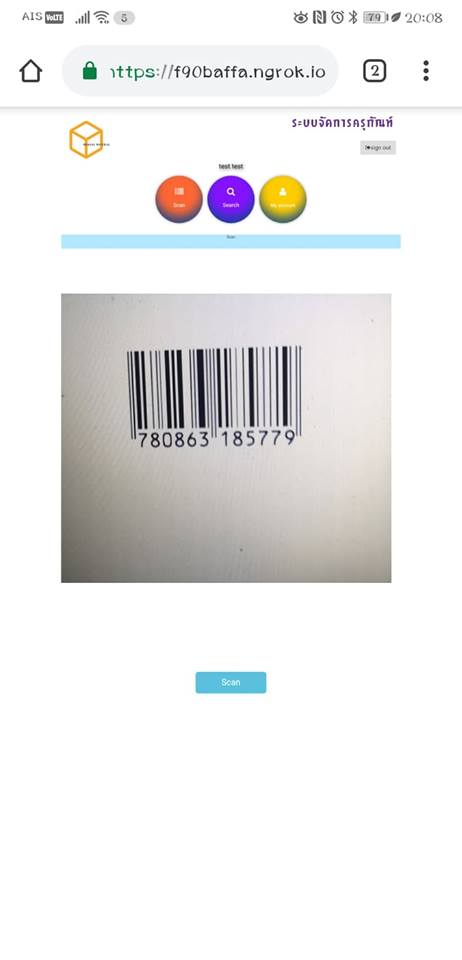 AIS VoLTE 5 79 20:08
https://f90baffa.ngrok.io 2
ระบบจัดการครุภัณฑ์
sign out
test test
Scan Search My account
Scan
780863 185779
Scan